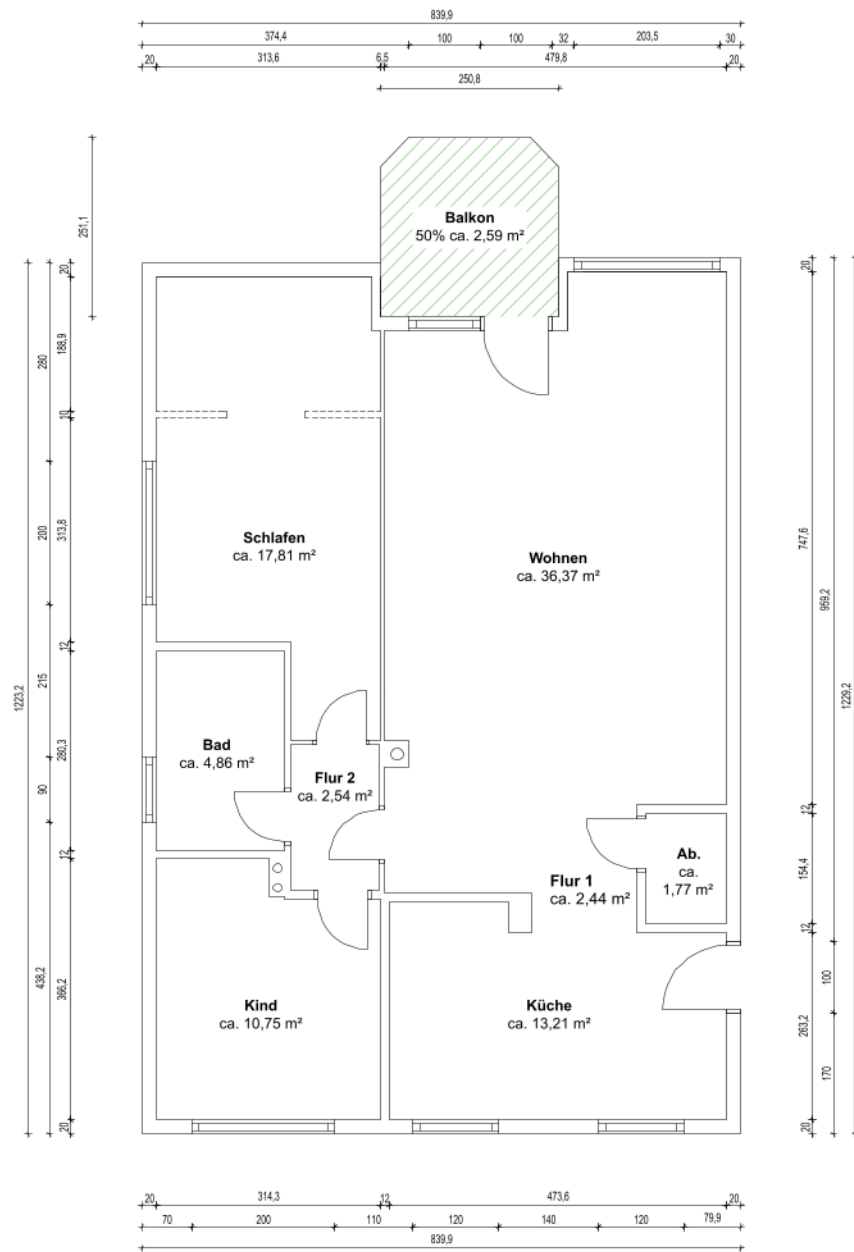 839,9
374,4 100 100 32 203,5 30
20 313,6 6,5 479,8 20
250,8
251,1
Balkon
50% ca. 2,59 m²
20
188,9
10
313,8
12
280,3
12
366,2
20
280
200
215
90
438,2
1223,2
Schlafen
ca. 17,81 m²
Wohnen
ca. 36,37 m²
Bad
ca. 4,86 m²
Flur 2
ca. 2,54 m²
Ab.
ca.
1,77 m²
Flur 1
ca. 2,44 m²
Kind
ca. 10,75 m²
Küche
ca. 13,21 m²
20
747,6
12
154,4
12
263,2
20
959,2
100
170
1229,2
20 314,3 12 473,6 20
70 200 110 120 140 120 79,9
839,9